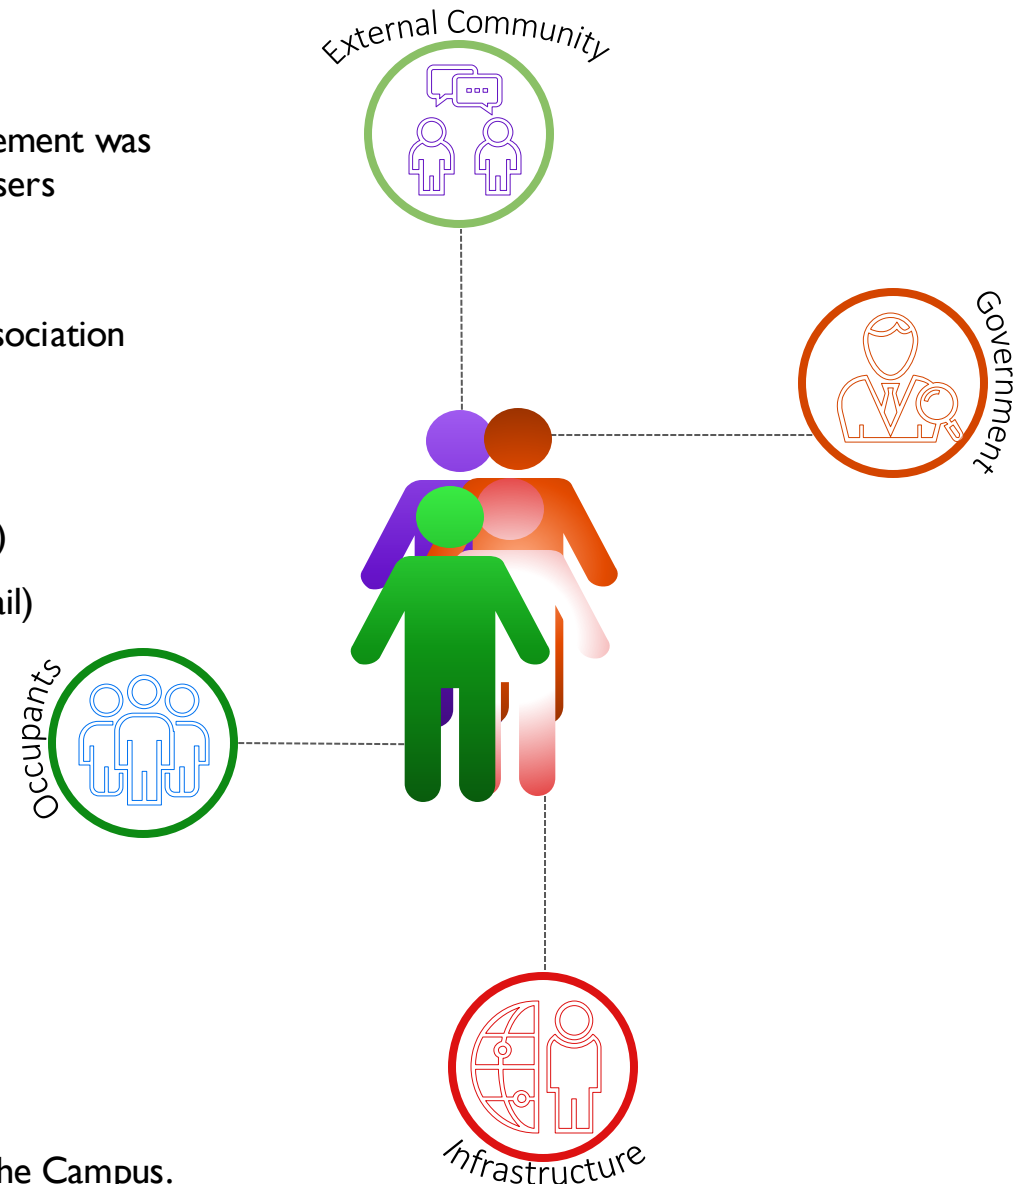 External Community
ement was
sers
Government
sociation
)
ail)
Occupants
Infrastructure
he Campus.